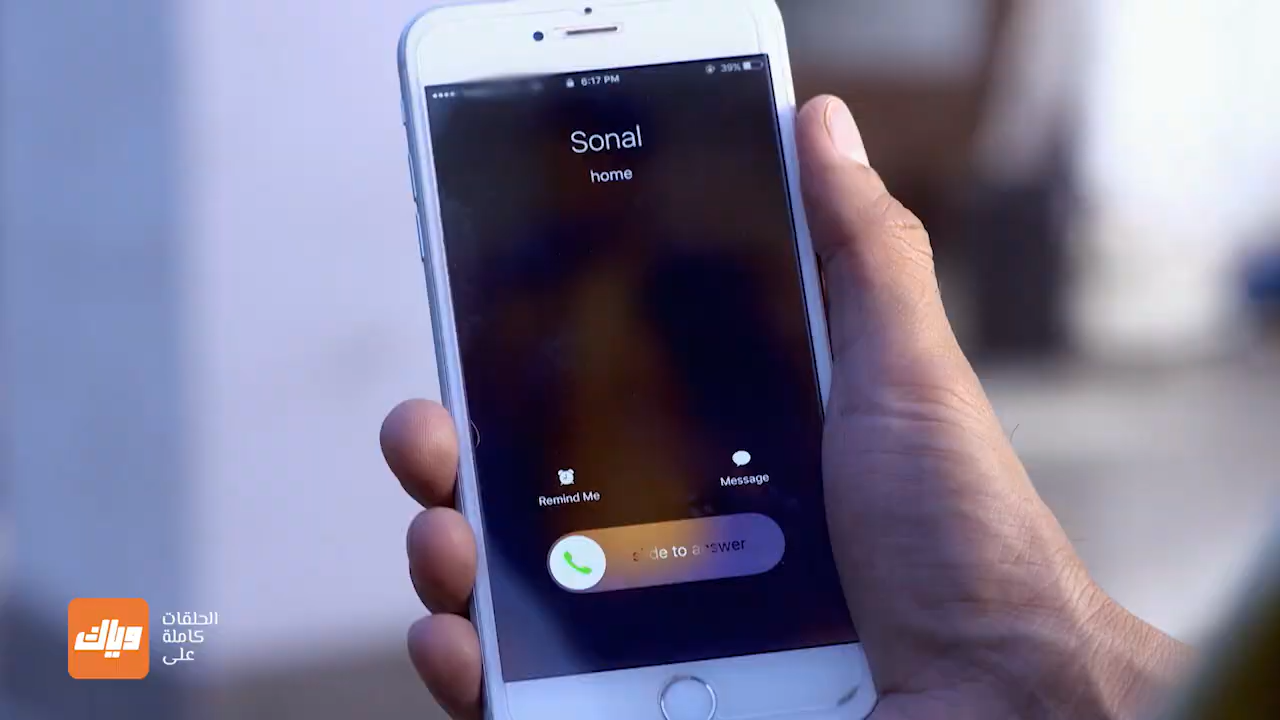 6:17 PM
39%
Sonal
home
Remind Me
Message
slide to answer
وياك
الحلقات
كاملة
على